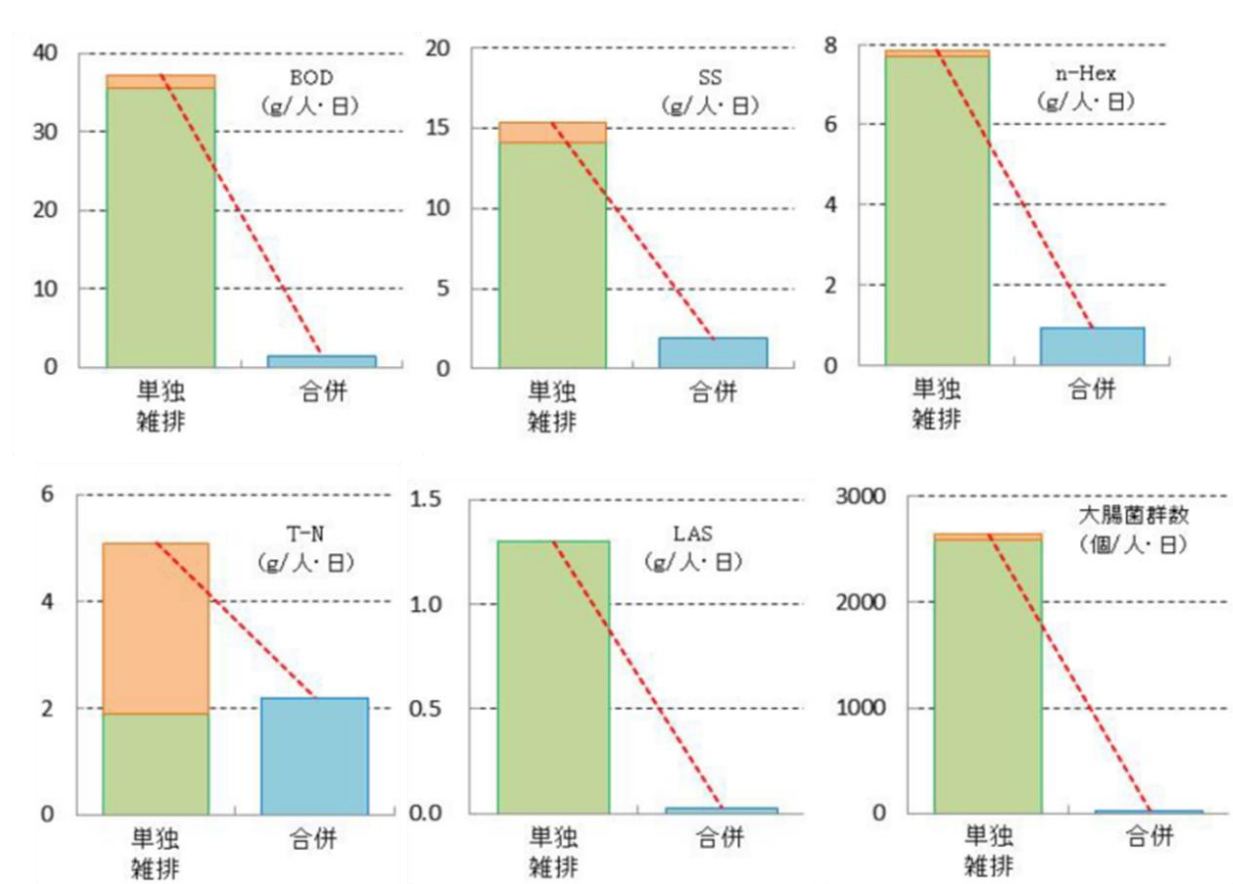 BOD
(g/人・日)
40
30
20
10
0
単独
雑排
合併
SS
(g/人・日)
20
15
10
5
0
単独
雑排
合併
n-Hex
(g/人・日)
8
6
4
2
0
単独
雑排
合併
T-N
(g/人・日)
6
4
2
0
単独
雑排
合併
LAS
(g/人・日)
1.5
1.0
0.5
0.0
単独
雑排
合併
大腸菌群数
(個/人・日)
3000
2000
1000
0
単独
雑排
合併